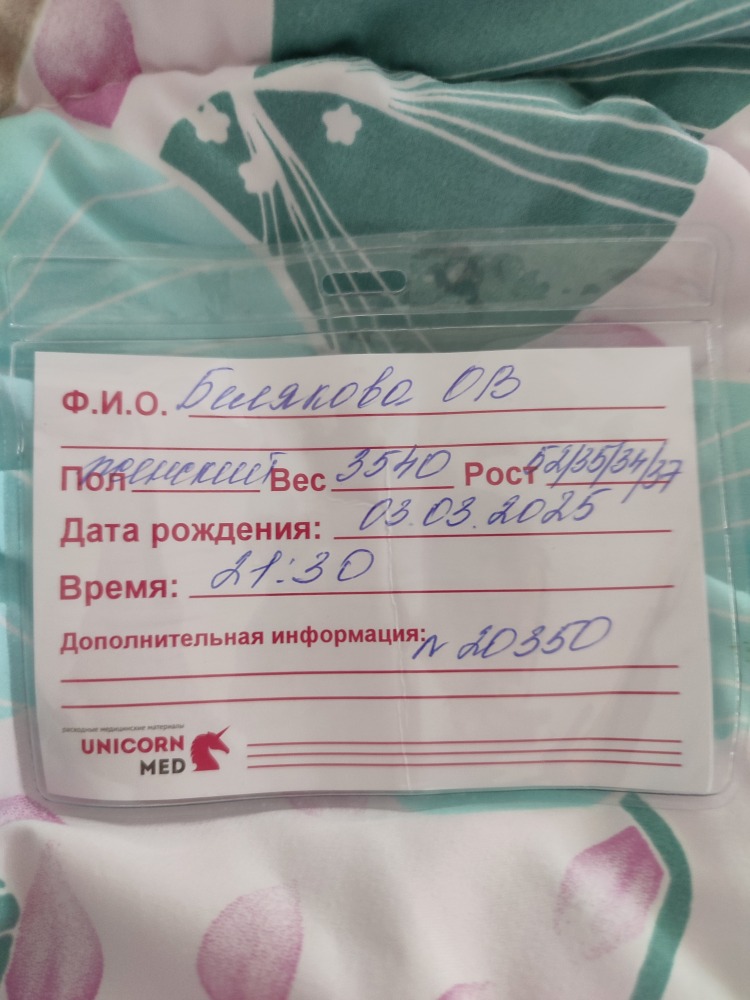 Ф.И.О. Белякова ОВ
Пол женский Вес 3540 Рост 52/35/34/37
Дата рождения: 03.03.2025
Время: 21:30
Дополнительная информация: N 20350
расходные медицинские материалы
UNICORN
MED